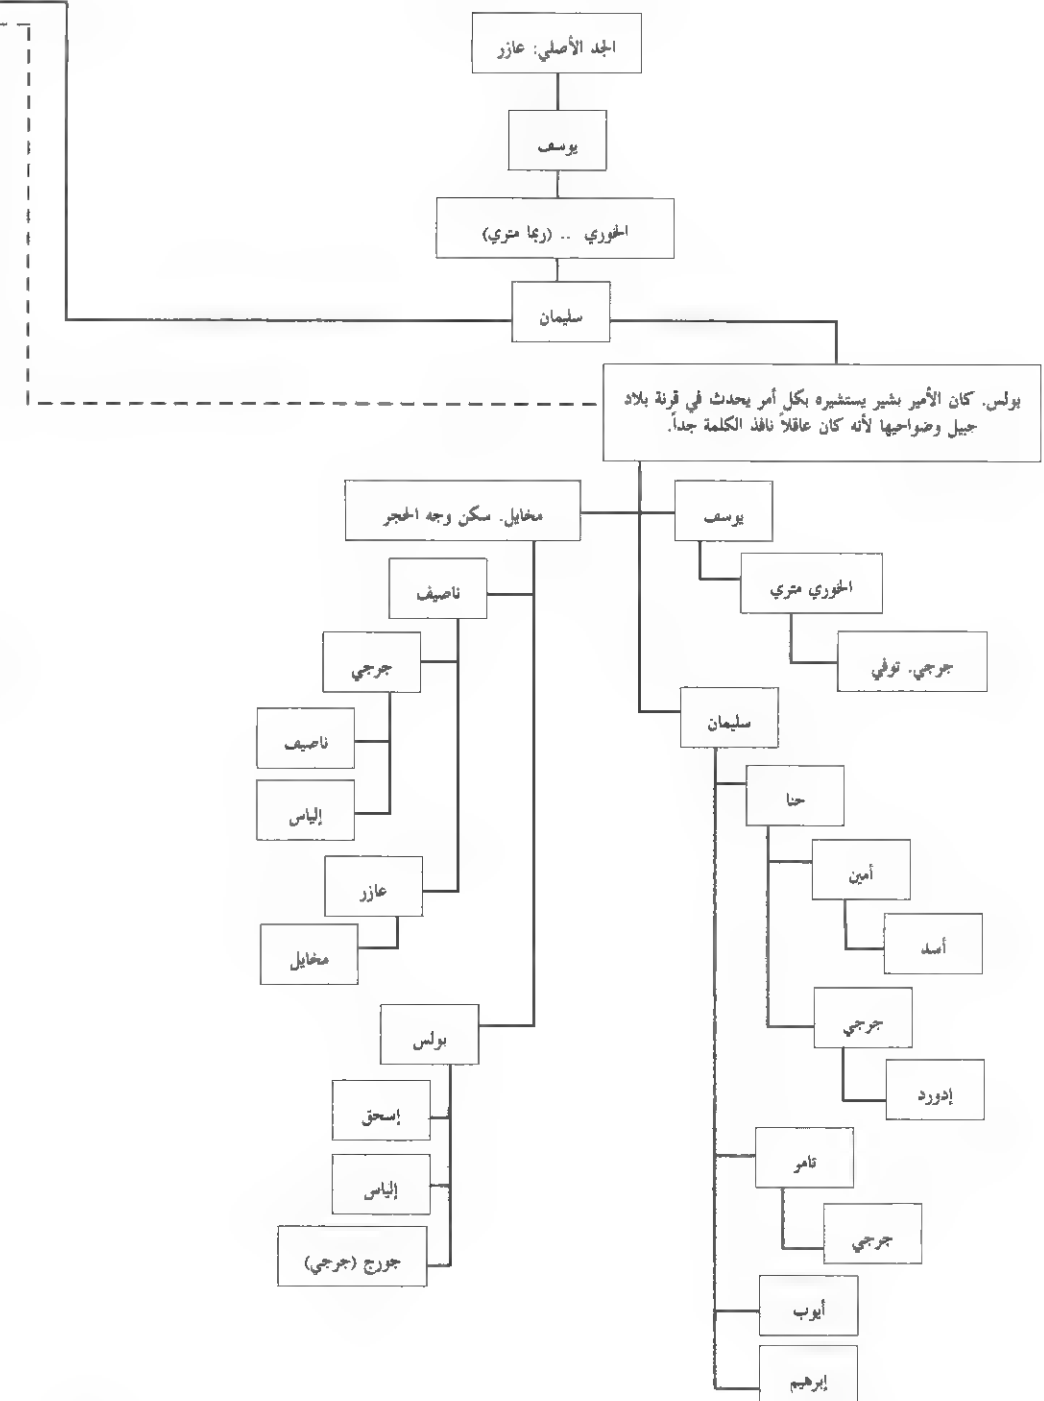 الجد الأصلي: عازر
يوسف
الخوري .. (ربما متري)
سليمان
بولس. كان الأمير بشير يستشيره بكل أمر يحدث في قرنة بلاد
جبيل وضواحيها لأنه كان عاقلاً نافذ الكلمة جداً.
يوسف
الخوري متري
جرجي. توفي
سليمان
حنا
أمين
أسد
جرجي
إدورد
تامر
جرجي
أيوب
إبرهيم
مخايل. سكن وجه الحجر
ناصيف
جرجي
ناصيف
إلياس
عازر
مخايل
بولس
إسحق
إلياس
جورج (جرجي)